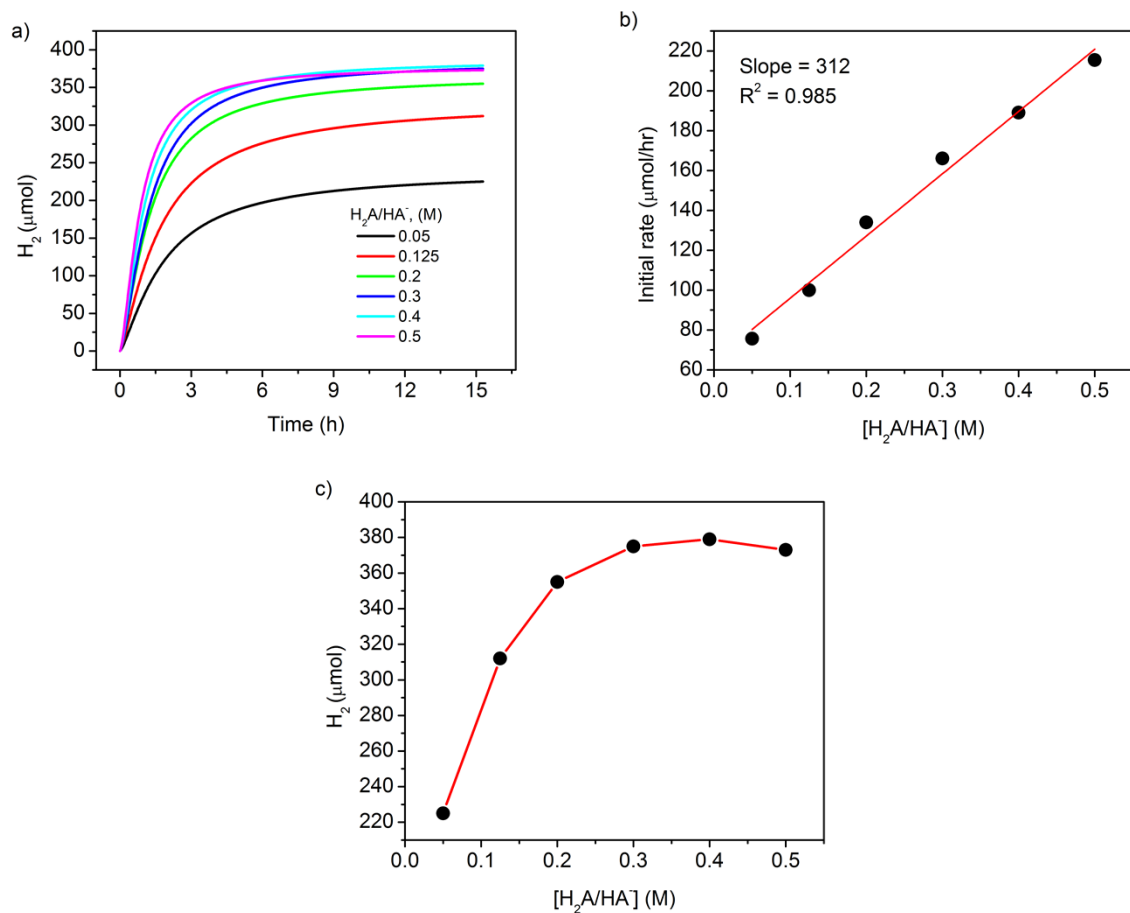 a)
400
350
300
250
200
150
100
50
0
H₂ (μmol)
H₂A/HA⁻, (M)
0.05
0.125
0.2
0.3
0.4
0.5
0 3 6 9 12 15
Time (h)
b)
220
200
180
160
140
120
100
80
60
Initial rate (μmol/hr)
Slope = 312
R² = 0.985
0.0 0.1 0.2 0.3 0.4 0.5
[H₂A/HA⁻] (M)
c)
400
380
360
340
320
300
280
260
240
220
H₂ (μmol)
0.0 0.1 0.2 0.3 0.4 0.5
[H₂A/HA⁻] (M)